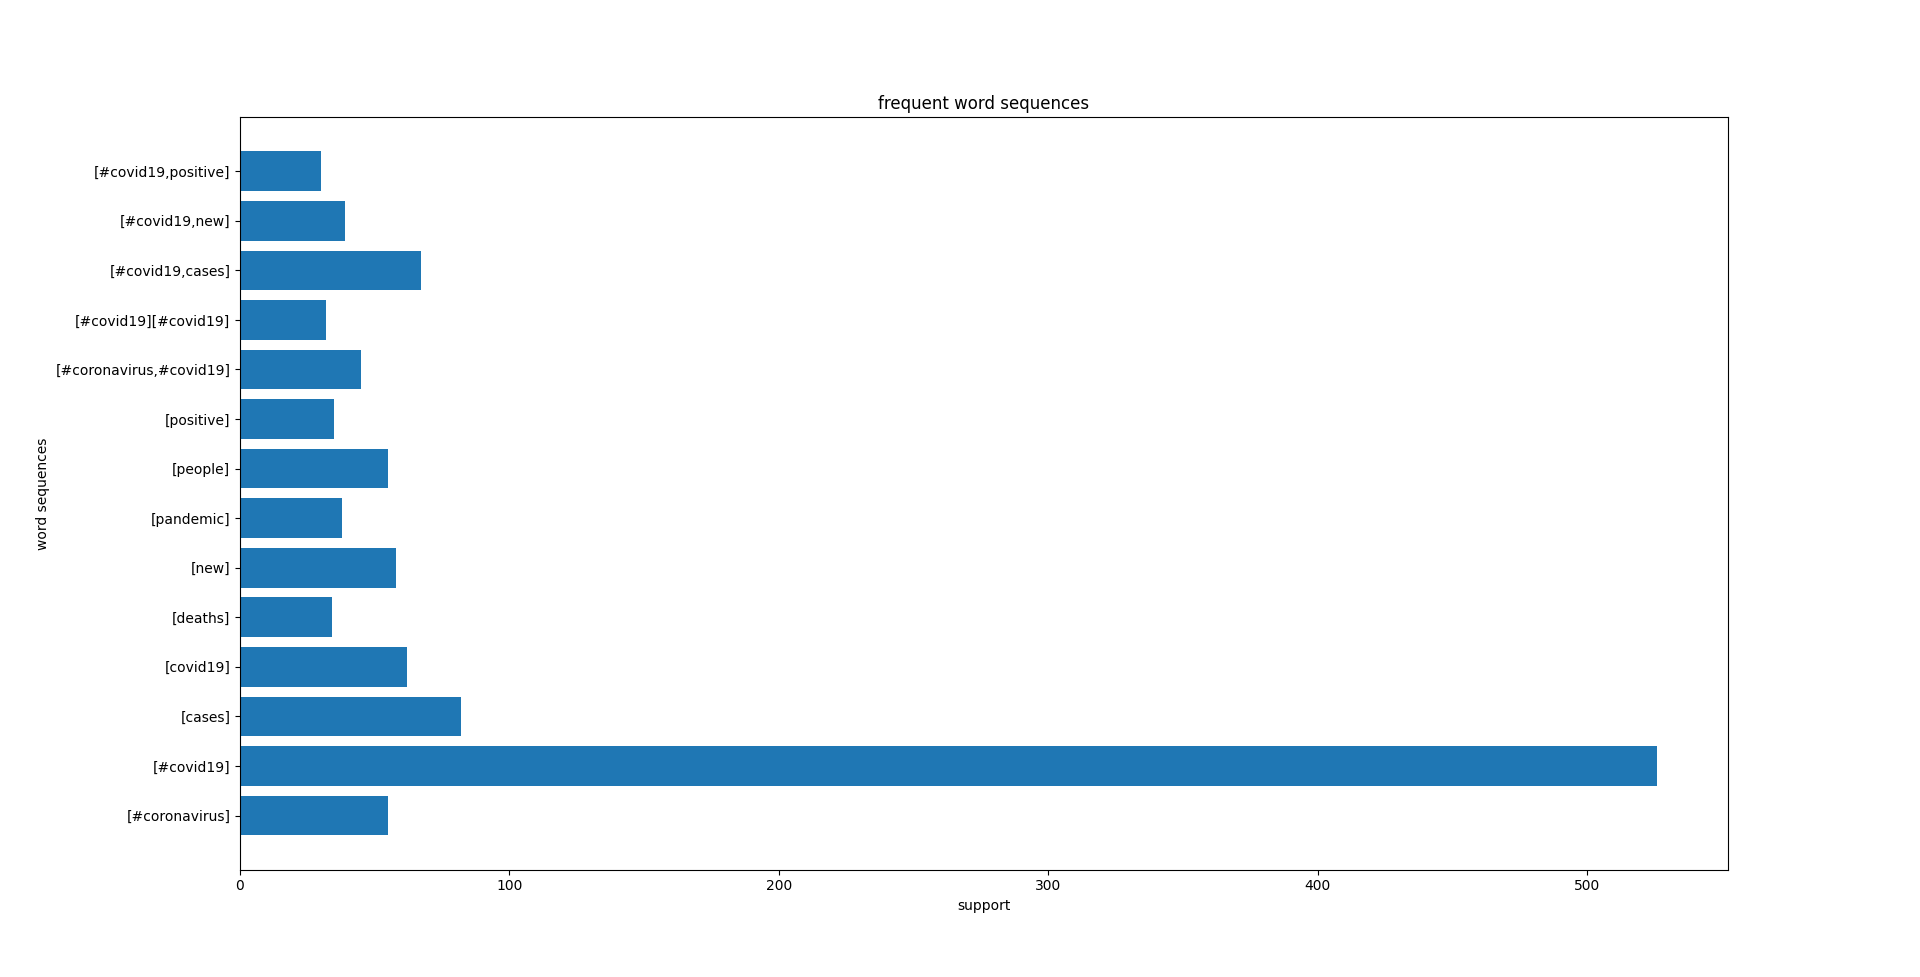 frequent word sequences
[#covid19,positive]
[#covid19,new]
[#covid19,cases]
[#covid19][#covid19]
[#coronavirus,#covid19]
[positive]
[people]
[pandemic]
[new]
[deaths]
[covid19]
[cases]
[#covid19]
[#coronavirus]
word sequences
0 100 200 300 400 500
support